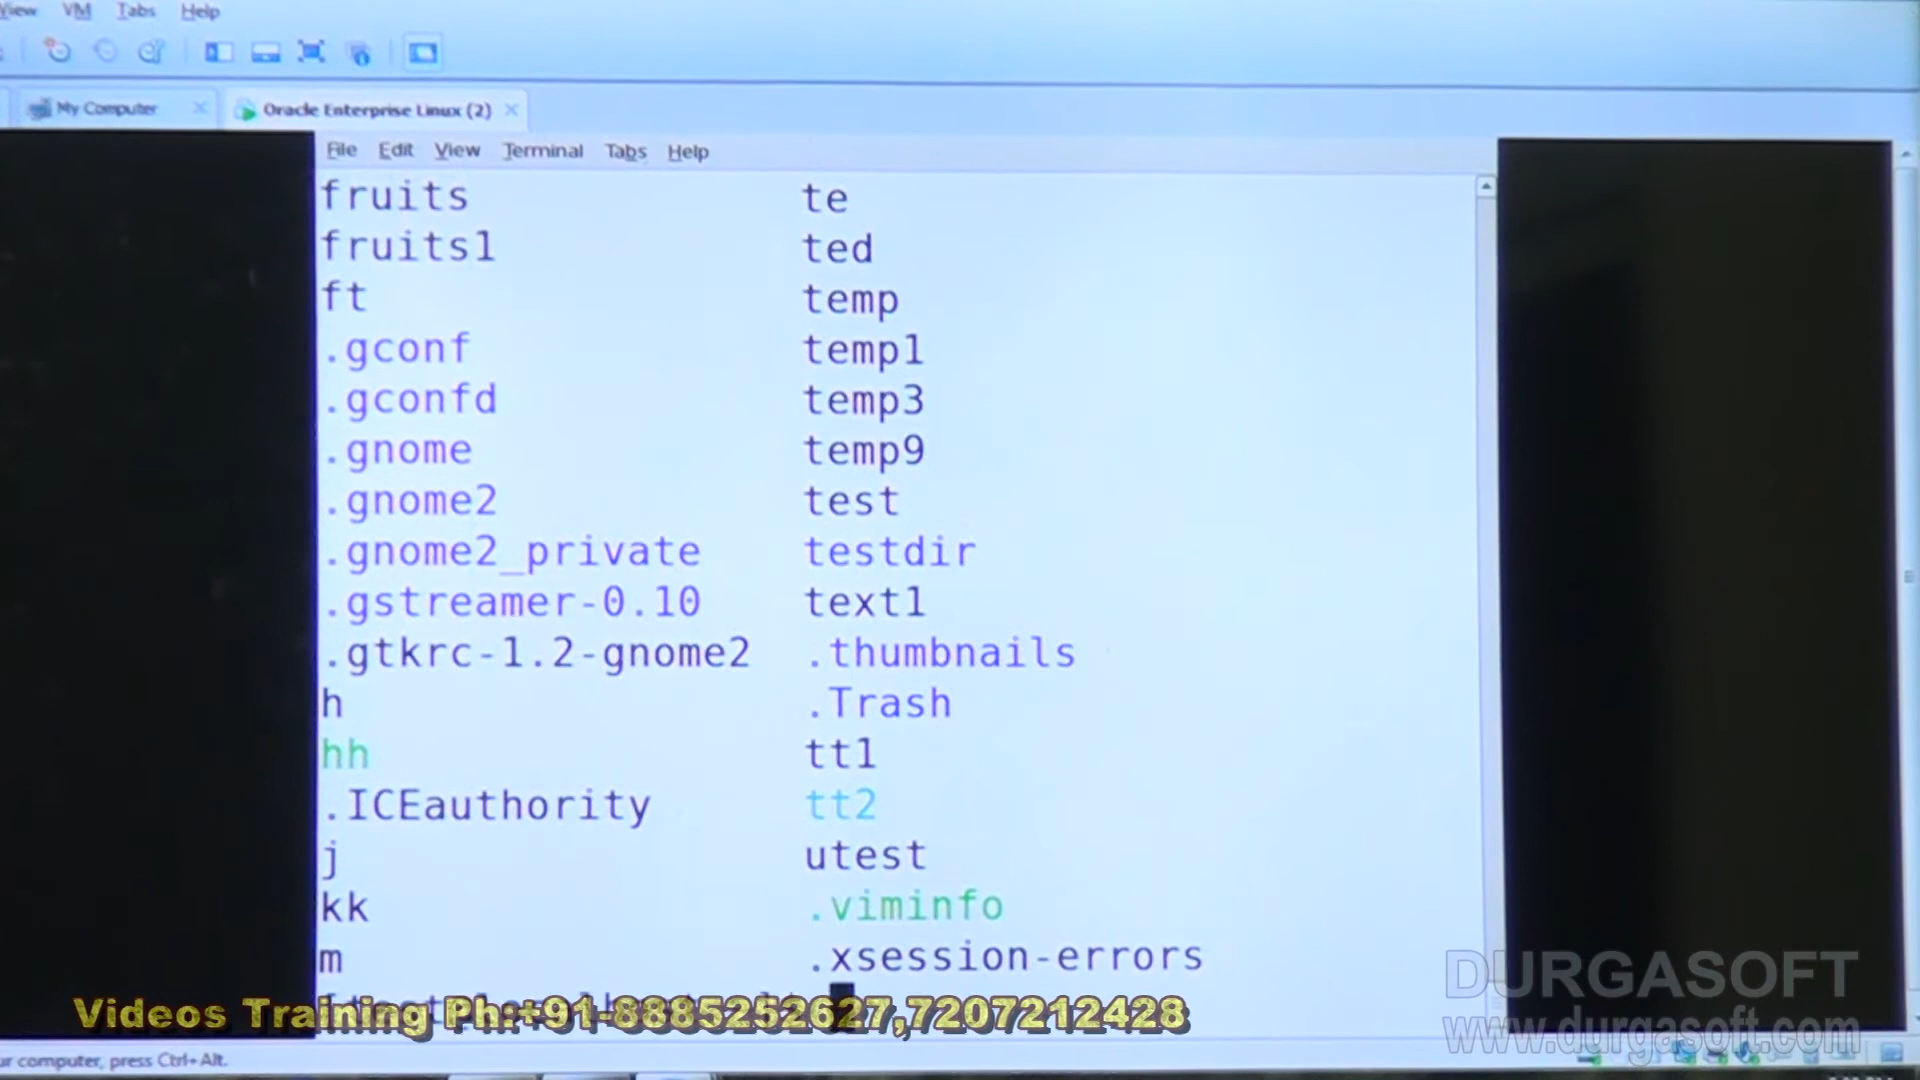 View VM Tabs Help
My Computer × Oracle Enterprise Linux (2) ×
File Edit View Terminal Tabs Help
fruits te
fruits1 ted
ft temp
.gconf temp1
.gconfd temp3
.gnome temp9
.gnome2 test
.gnome2_private testdir
.gstreamer-0.10 text1
.gtkrc-1.2-gnome2 .thumbnails
h .Trash
hh tt1
.ICEauthority tt2
j utest
kk .viminfo
m .xsession-errors
Videos Training Ph:+91-8885252627,7207212428
DURGASOFT
www.durgasoft.com
computer, press Ctrl+Alt.